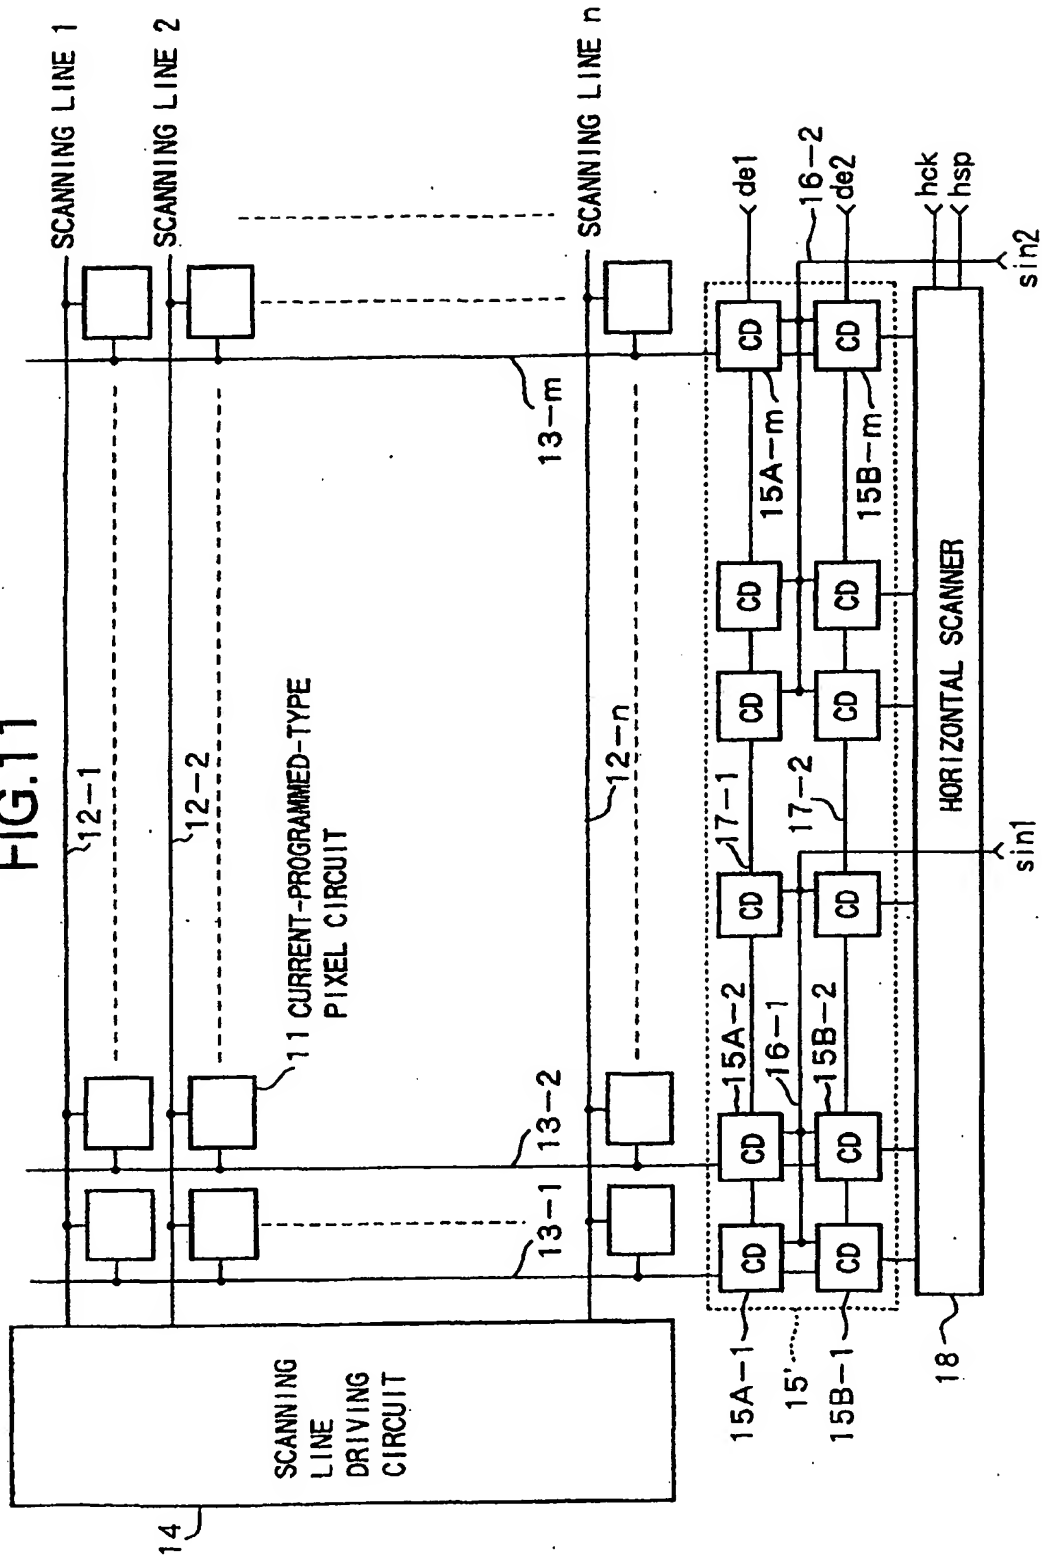 FIG.11
SCANNING LINE 1
12-1
SCANNING LINE 2
12-2
11 CURRENT-PROGRAMMED-TYPE
PIXEL CIRCUIT
SCANNING LINE n
12-n
13-1
13-2
13-m
14
SCANNING
LINE
DRIVING
CIRCUIT
15A-1
15'
15B-1
CD
CD
CD
CD
CD
CD
CD
CD
CD
CD
CD
CD
15A-2
16-1
15B-2
17-1
17-2
15A-m
15B-m
de1
16-2
de2
hck
hsp
sin1
sin2
18
HORIZONTAL SCANNER